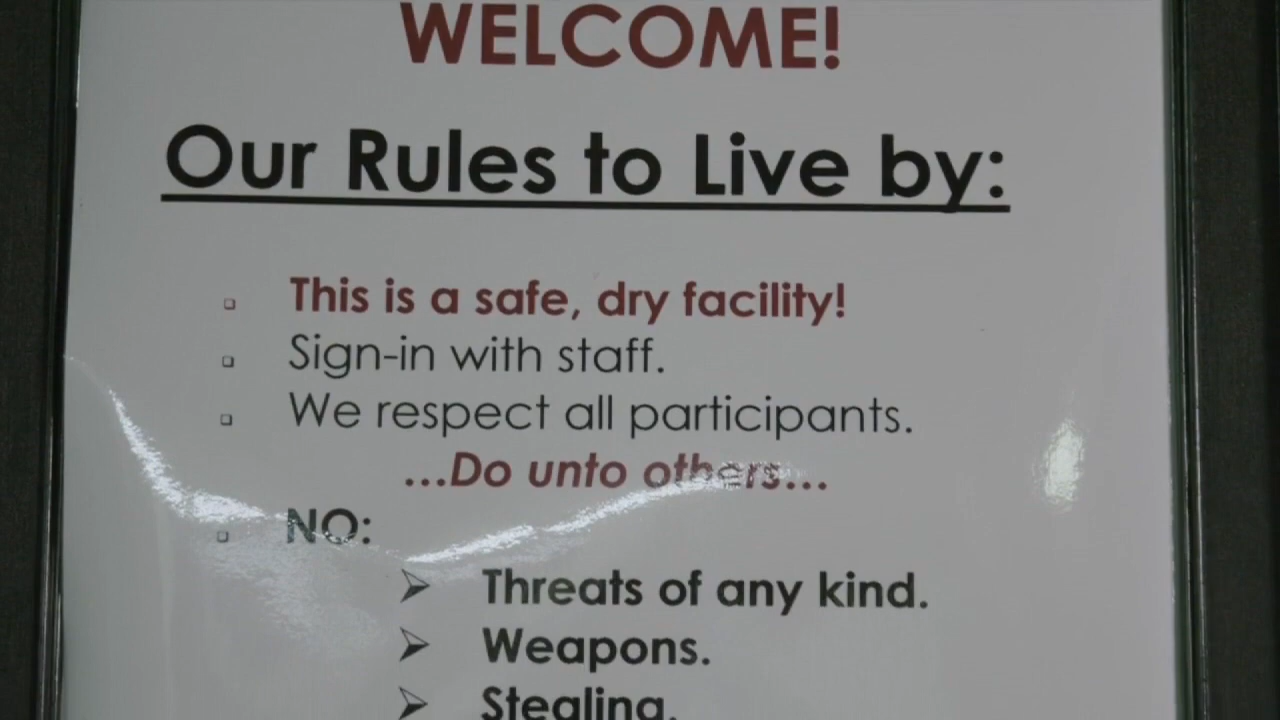 WELCOME!
Our Rules to Live by:
This is a safe, dry facility!
Sign-in with staff.
We respect all participants.
...Do unto others...
NO:
Threats of any kind.
Weapons.
Stealing.